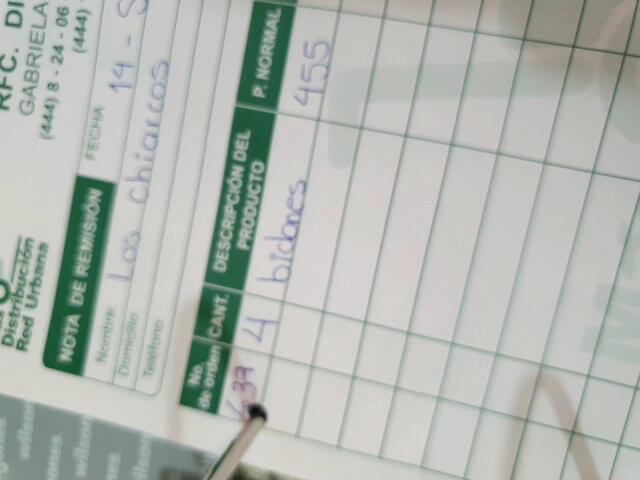 RFC. DI
GABRIELA
(444) 8 - 24 - 06
(444)
Distribución
Red Urbana
NOTA DE REMISIÓN
FECHA 14 - S
Nombre: Los chiarcos
Domicilio:
Teléfono:
No. de orden
CANT.
DESCRIPCIÓN DEL PRODUCTO
P. NORMAL
637 4 bidones 455